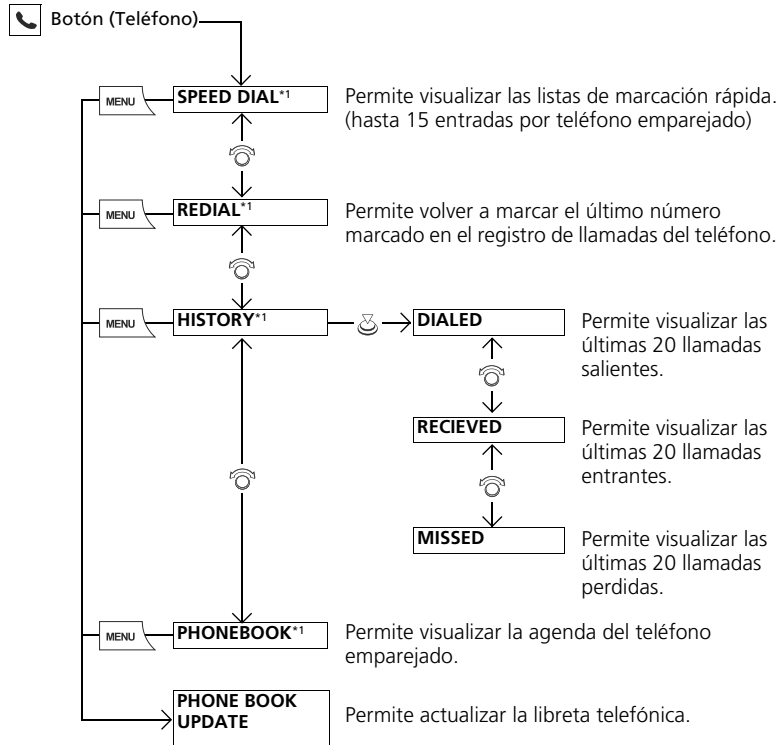 Botón (Teléfono)
MENU
SPEED DIAL*1
Permite visualizar las listas de marcación rápida.
(hasta 15 entradas por teléfono emparejado)
MENU
REDIAL*1
Permite volver a marcar el último número
marcado en el registro de llamadas del teléfono.
MENU
HISTORY*1
DIALED
Permite visualizar las
últimas 20 llamadas
salientes.
RECIEVED
Permite visualizar las
últimas 20 llamadas
entrantes.
MISSED
Permite visualizar las
últimas 20 llamadas
perdidas.
MENU
PHONEBOOK*1
Permite visualizar la agenda del teléfono
emparejado.
PHONE BOOK
UPDATE
Permite actualizar la libreta telefónica.